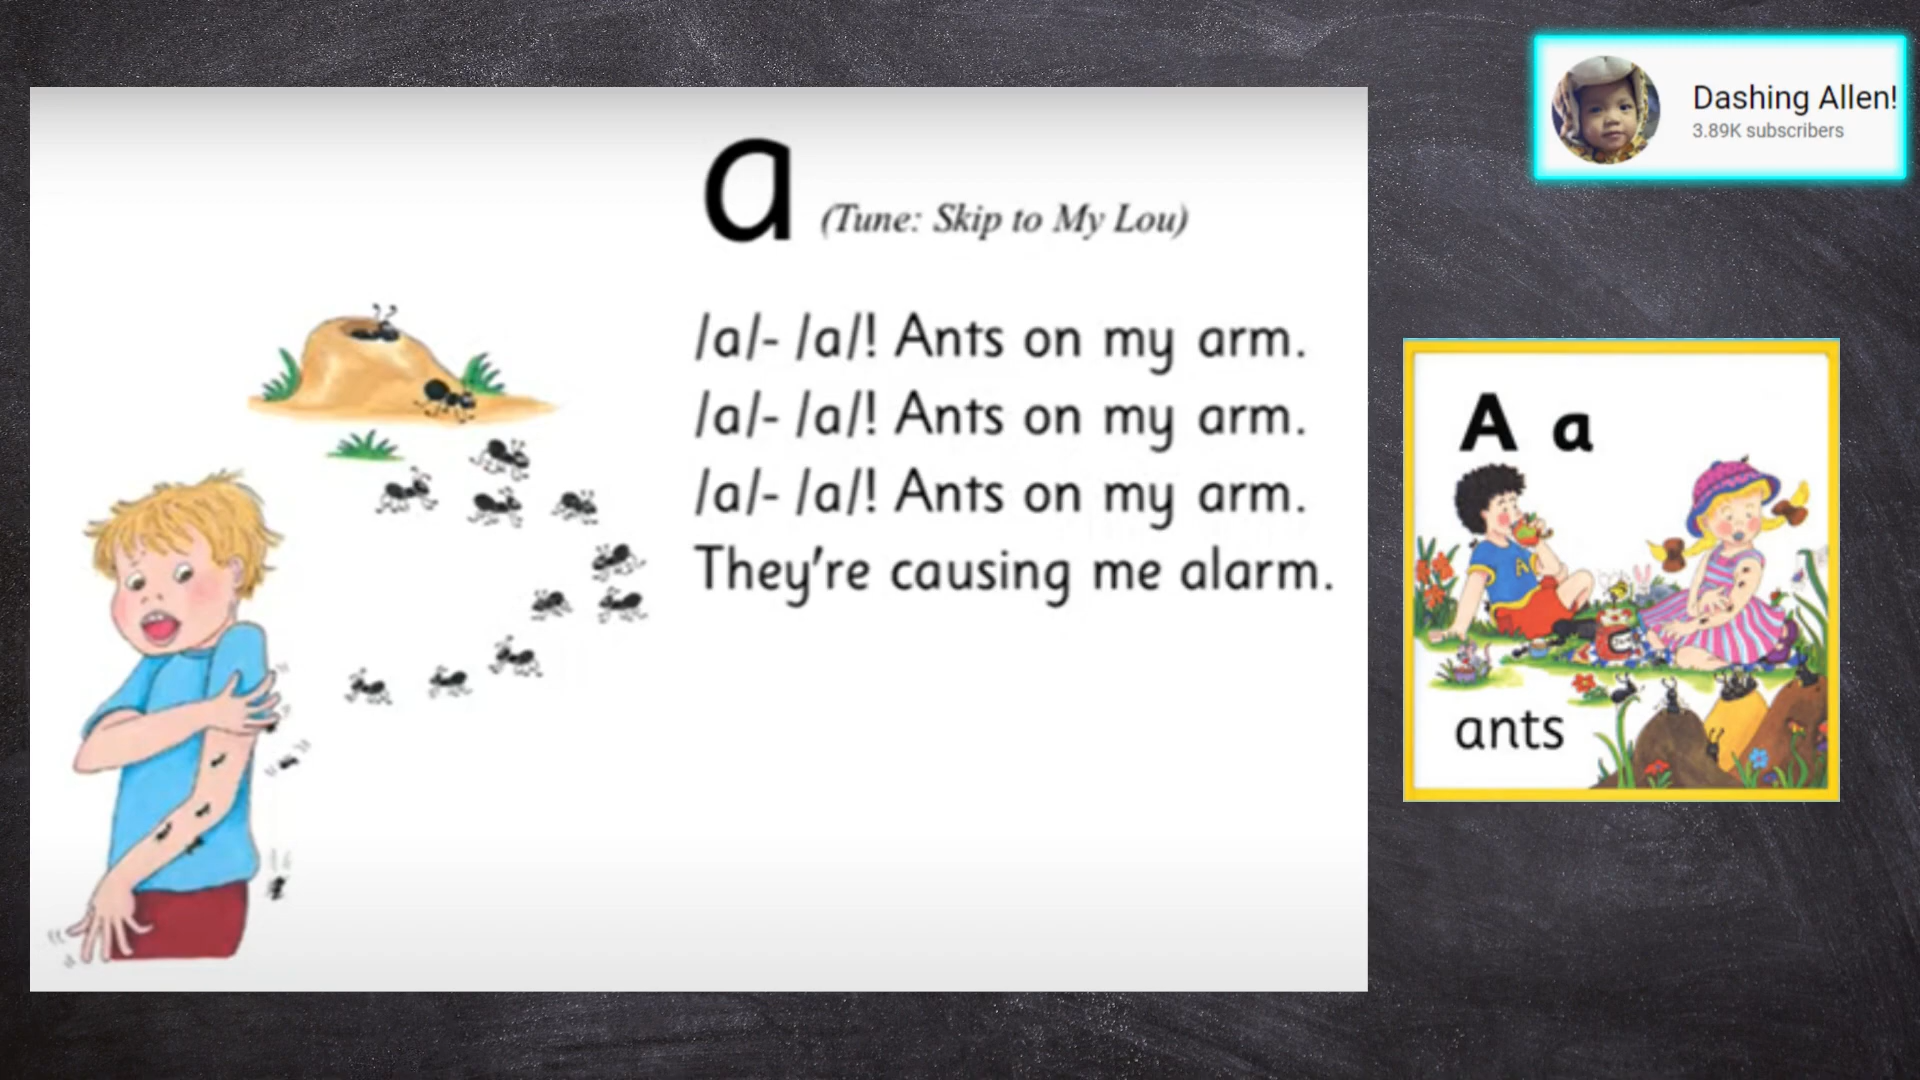 a (Tune: Skip to My Lou)
/a/- /a/! Ants on my arm.
/a/- /a/! Ants on my arm.
/a/- /a/! Ants on my arm.
They're causing me alarm.
Dashing Allen!
3.89K subscribers
A a
ants